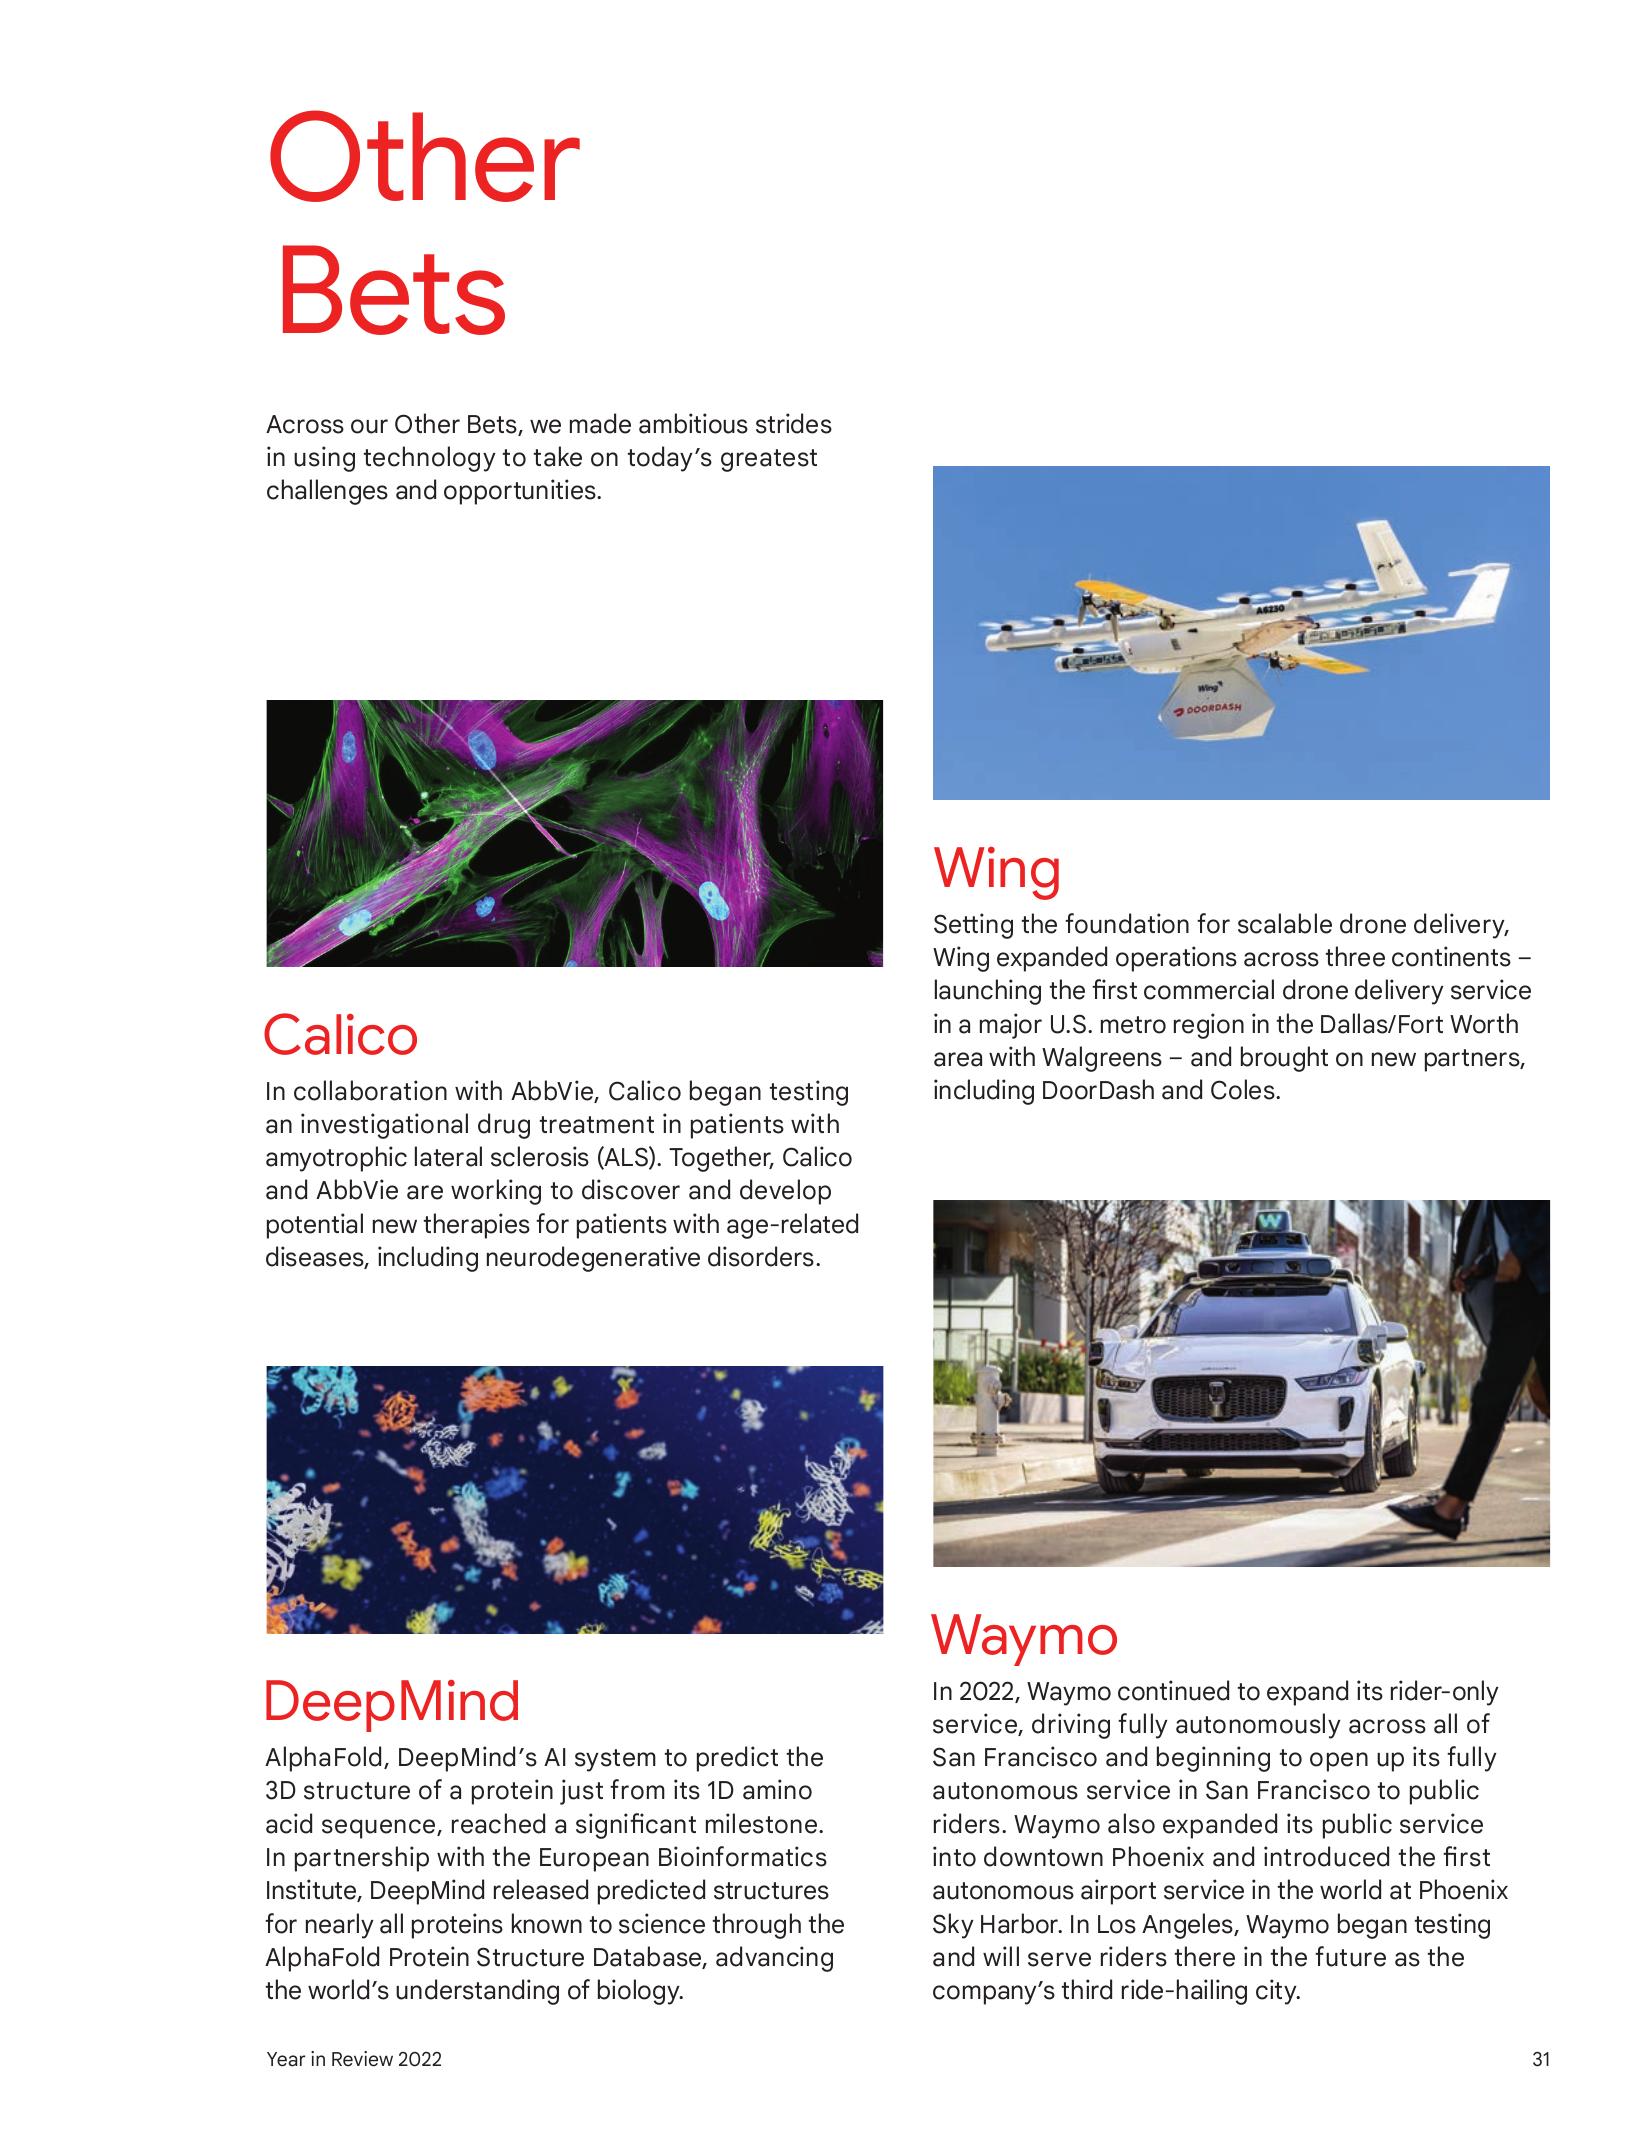 Other
Bets
Across our Other Bets, we made ambitious strides
in using technology to take on today’s greatest
challenges and opportunities.
Calico
In collaboration with AbbVie, Calico began testing
an investigational drug treatment in patients with
amyotrophic lateral sclerosis (ALS). Together, Calico
and AbbVie are working to discover and develop
potential new therapies for patients with age-related
diseases, including neurodegenerative disorders.
DeepMind
AlphaFold, DeepMind’s AI system to predict the
3D structure of a protein just from its 1D amino
acid sequence, reached a significant milestone.
In partnership with the European Bioinformatics
Institute, DeepMind released predicted structures
for nearly all proteins known to science through the
AlphaFold Protein Structure Database, advancing
the world’s understanding of biology.
A6230
Wing
DOORDASH
Wing
Setting the foundation for scalable drone delivery,
Wing expanded operations across three continents –
launching the first commercial drone delivery service
in a major U.S. metro region in the Dallas/Fort Worth
area with Walgreens – and brought on new partners,
including DoorDash and Coles.
W
Waymo
In 2022, Waymo continued to expand its rider-only
service, driving fully autonomously across all of
San Francisco and beginning to open up its fully
autonomous service in San Francisco to public
riders. Waymo also expanded its public service
into downtown Phoenix and introduced the first
autonomous airport service in the world at Phoenix
Sky Harbor. In Los Angeles, Waymo began testing
and will serve riders there in the future as the
company’s third ride-hailing city.
Year in Review 2022
31